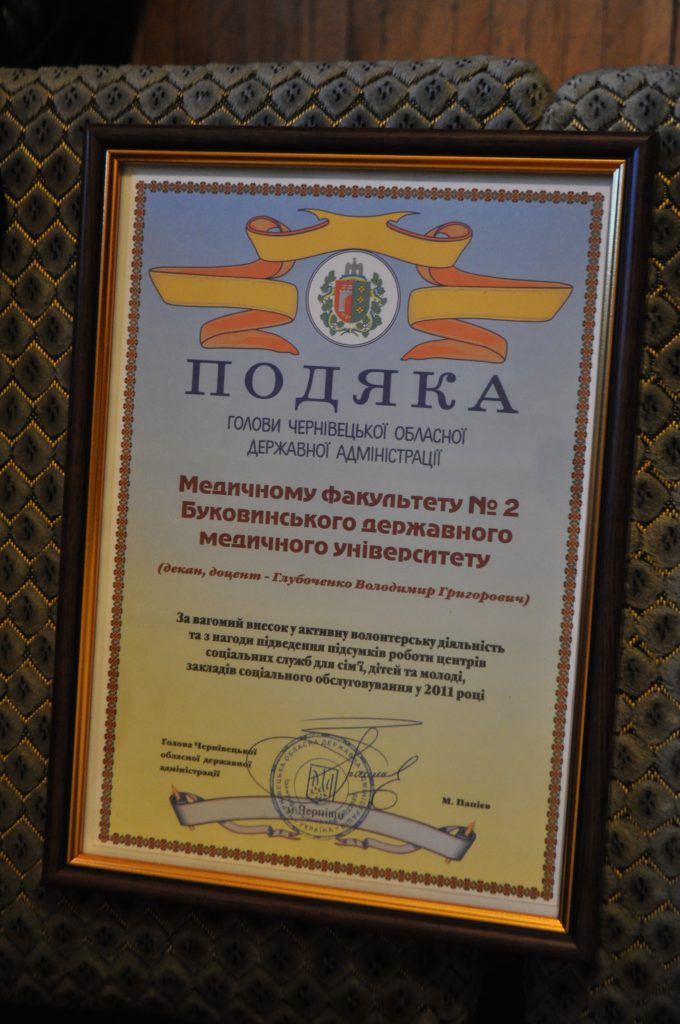 ПОДЯКА
ГОЛОВИ ЧЕРНІВЕЦЬКОЇ ОБЛАСНОЇ
ДЕРЖАВНОЇ АДМІНІСТРАЦІЇ
Медичному факультету № 2
Буковинського державного
медичного університету
(декан, доцент - Глубоченко Володимир Григорович)
За вагомий внесок у активну волонтерську діяльність
та з нагоди підведення підсумків роботи центрів
соціальних служб для сім'ї, дітей та молоді,
закладів соціального обслуговування у 2011 році
Голова Чернівецької
обласної державної
адміністрації
М. Папієв
м.Чернівці
УКРАЇНА